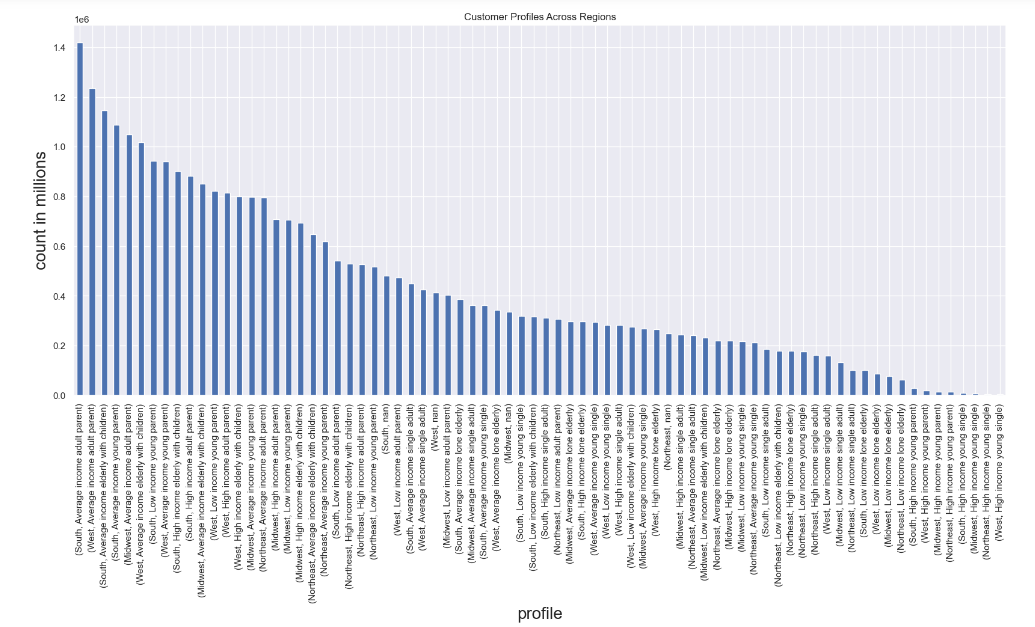 Customer Profiles Across Regions
1e6
1.4
1.2
1.0
0.8
0.6
0.4
0.2
0.0
count in millions
(South, Average income adult parent)
(West, Average income adult parent)
(South, Average income elderly with children)
(South, Average income young parent)
(Midwest, Average income adult parent)
(West, Average income elderly with children)
(South, Low income young parent)
(West, Average income young parent)
(South, High income elderly with children)
(South, High income adult parent)
(Midwest, Average income elderly with children)
(West, Low income young parent)
(West, High income adult parent)
(West, High income elderly with children)
(Midwest, Average income young parent)
(Northeast, Average income adult parent)
(Midwest, High income adult parent)
(Midwest, Low income young parent)
(Midwest, High income elderly with children)
(Northeast, Average income elderly with children)
(Northeast, Average income young parent)
(South, Low income adult parent)
(Northeast, High income elderly with children)
(Northeast, High income adult parent)
(Northeast, Low income young parent)
(South, nan)
(West, Low income adult parent)
(South, Average income single adult)
(West, Average income single adult)
(West, nan)
(Midwest, Low income adult parent)
(South, Average income lone elderly)
(Midwest, Average income single adult)
(South, Average income young single)
(West, Average income lone elderly)
(Midwest, nan)
(South, Low income young single)
(South, Low income elderly with children)
(South, High income single adult)
(Northeast, Low income adult parent)
(Midwest, Average income lone elderly)
(South, High income lone elderly)
(West, Average income young single)
(West, Low income young single)
(West, High income single adult)
(West, Low income elderly with children)
(Midwest, Average income young single)
(West, High income lone elderly)
(Northeast, nan)
(Midwest, High income single adult)
(Northeast, Average income single adult)
(Midwest, Low income elderly with children)
(Northeast, Average income lone elderly)
(Midwest, High income lone elderly)
(Midwest, Low income young single)
(Northeast, Average income young single)
(South, Low income single adult)
(Northeast, Low income elderly with children)
(Northeast, High income lone elderly)
(Northeast, Low income young single)
(Northeast, High income single adult)
(West, Low income single adult)
(Midwest, Low income single adult)
(Northeast, Low income single adult)
(South, Low income lone elderly)
(West, Low income lone elderly)
(Midwest, Low income lone elderly)
(Northeast, Low income lone elderly)
(South, High income young parent)
(West, High income young parent)
(Midwest, High income young parent)
(Northeast, High income young parent)
(South, High income young single)
(Midwest, High income young single)
(Northeast, High income young single)
(West, High income young single)
profile